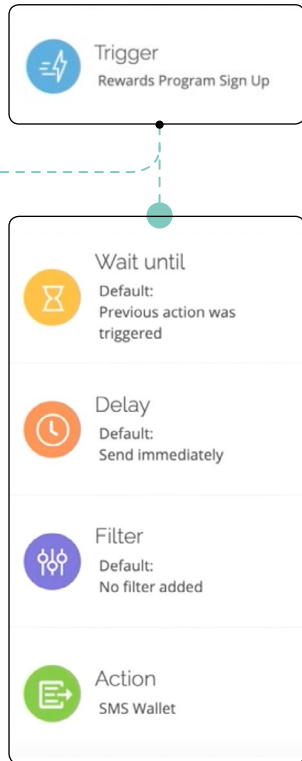 Trigger
Rewards Program Sign Up
Wait until
Default:
Previous action was
triggered
Delay
Default:
Send immediately
Filter
Default:
No filter added
Action
SMS Wallet